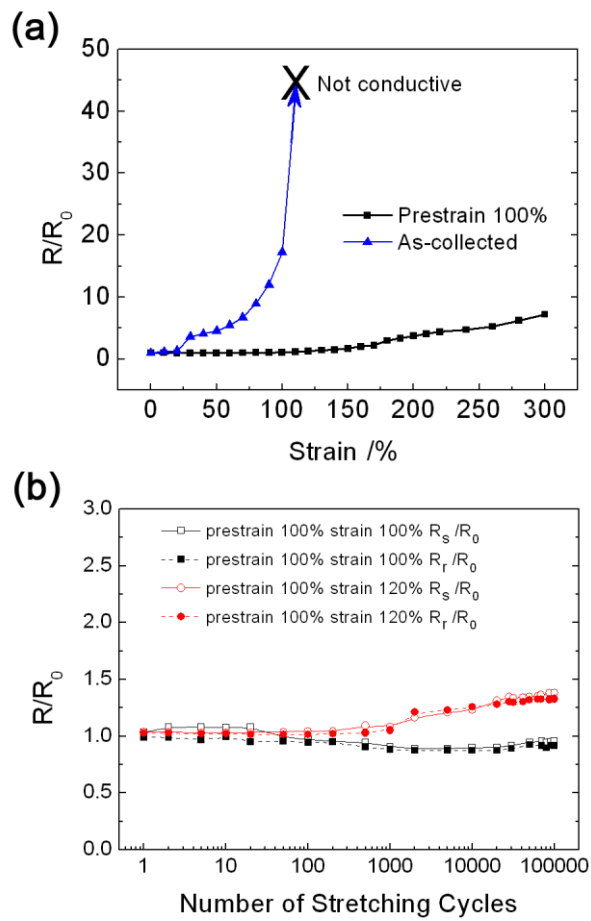 (a)
50
40
30
20
10
0
R/R₀
Not conductive
Prestrain 100%
As-collected
0 50 100 150 200 250 300
Strain /%
(b)
3.0
2.5
2.0
1.5
1.0
0.5
0.0
R/R₀
prestrain 100% strain 100% Rₛ/R₀
prestrain 100% strain 100% Rᵣ/R₀
prestrain 100% strain 120% Rₛ/R₀
prestrain 100% strain 120% Rᵣ/R₀
1 10 100 1000 10000 100000
Number of Stretching Cycles